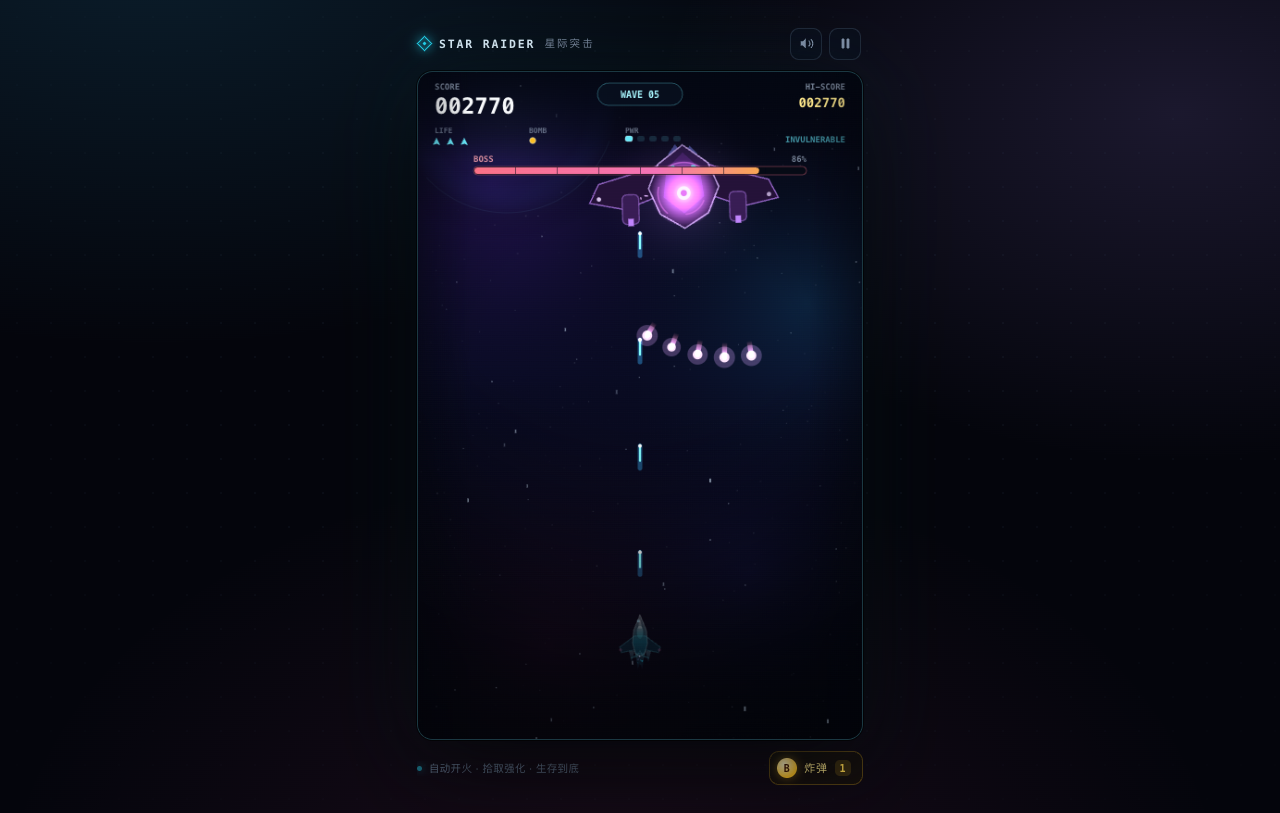 STAR RAIDER 星际突击
SCORE
002770
WAVE 05
HI-SCORE
002770
LIFE
BOMB
PWR
INVULNERABLE
BOSS
86%
自动开火 · 拾取强化 · 生存到底
B 炸弹 1